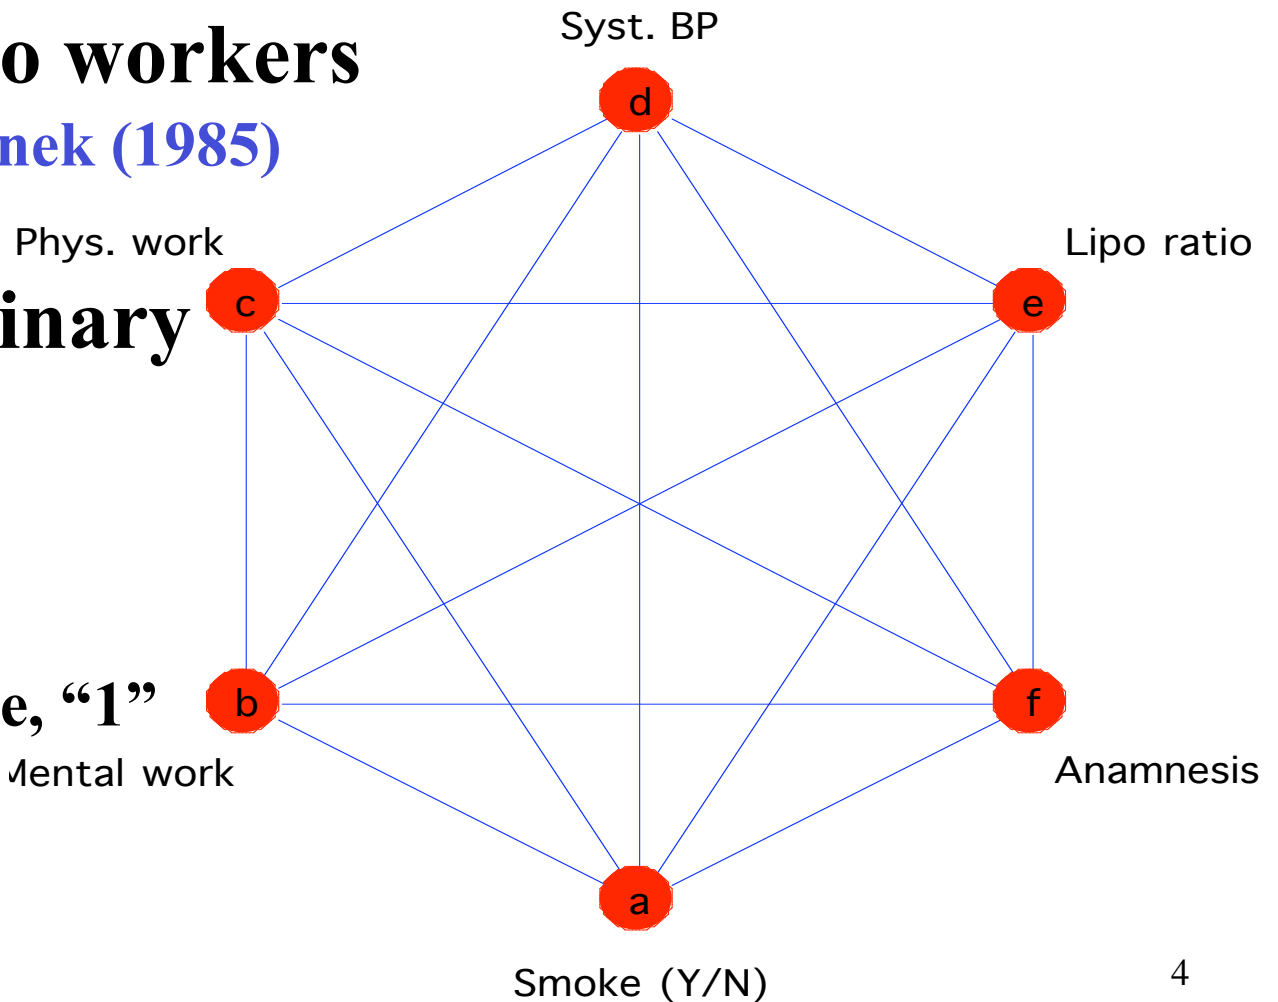 Syst. BP
o workers
d
nek (1985)
Phys. work
Lipo ratio
c
e
inary
b
f
e, “1”
Mental work
Anamnesis
a
Smoke (Y/N)
4